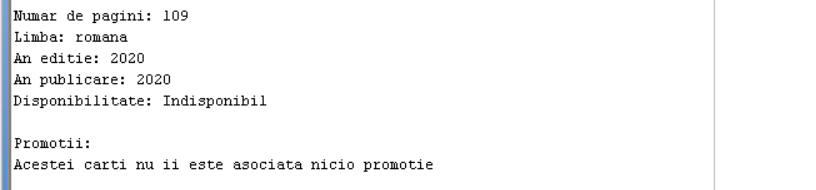 Numar de pagini: 109
Limba: romana
An editie: 2020
An publicare: 2020
Disponibilitate: Indisponibil
Promotii:
Acestei carti nu ii este asociata nicio promotie